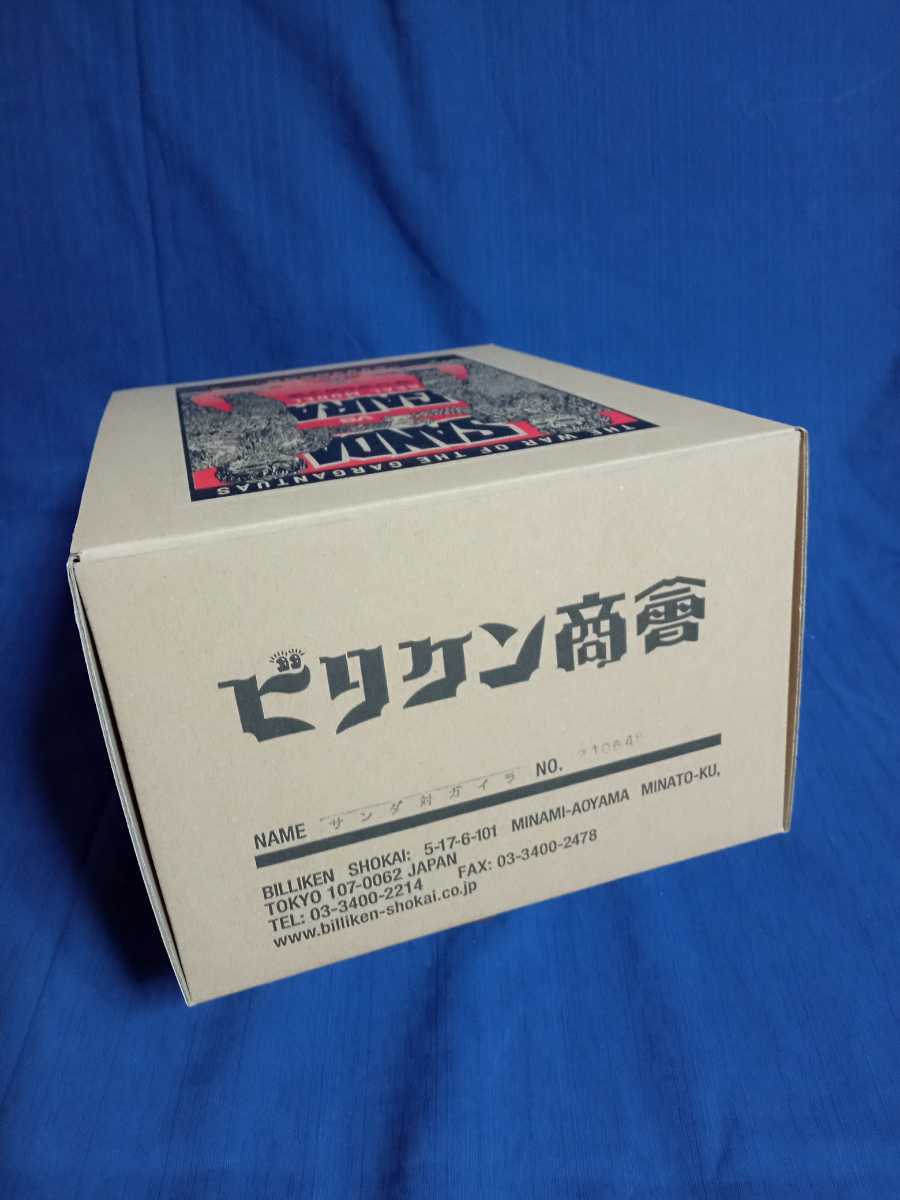 THE WAR OF THE GARGANTUAS
SANDA
VS
GAIRA
ビリケン商會
NAME サンダ対ガイラ NO.
BILLIKEN SHOKAI: 5-17-6-101 MINAMI-AOYAMA MINATO-KU,
TOKYO 107-0062 JAPAN
TEL: 03-3400-2214 FAX: 03-3400-2478
www.billiken-shokai.co.jp